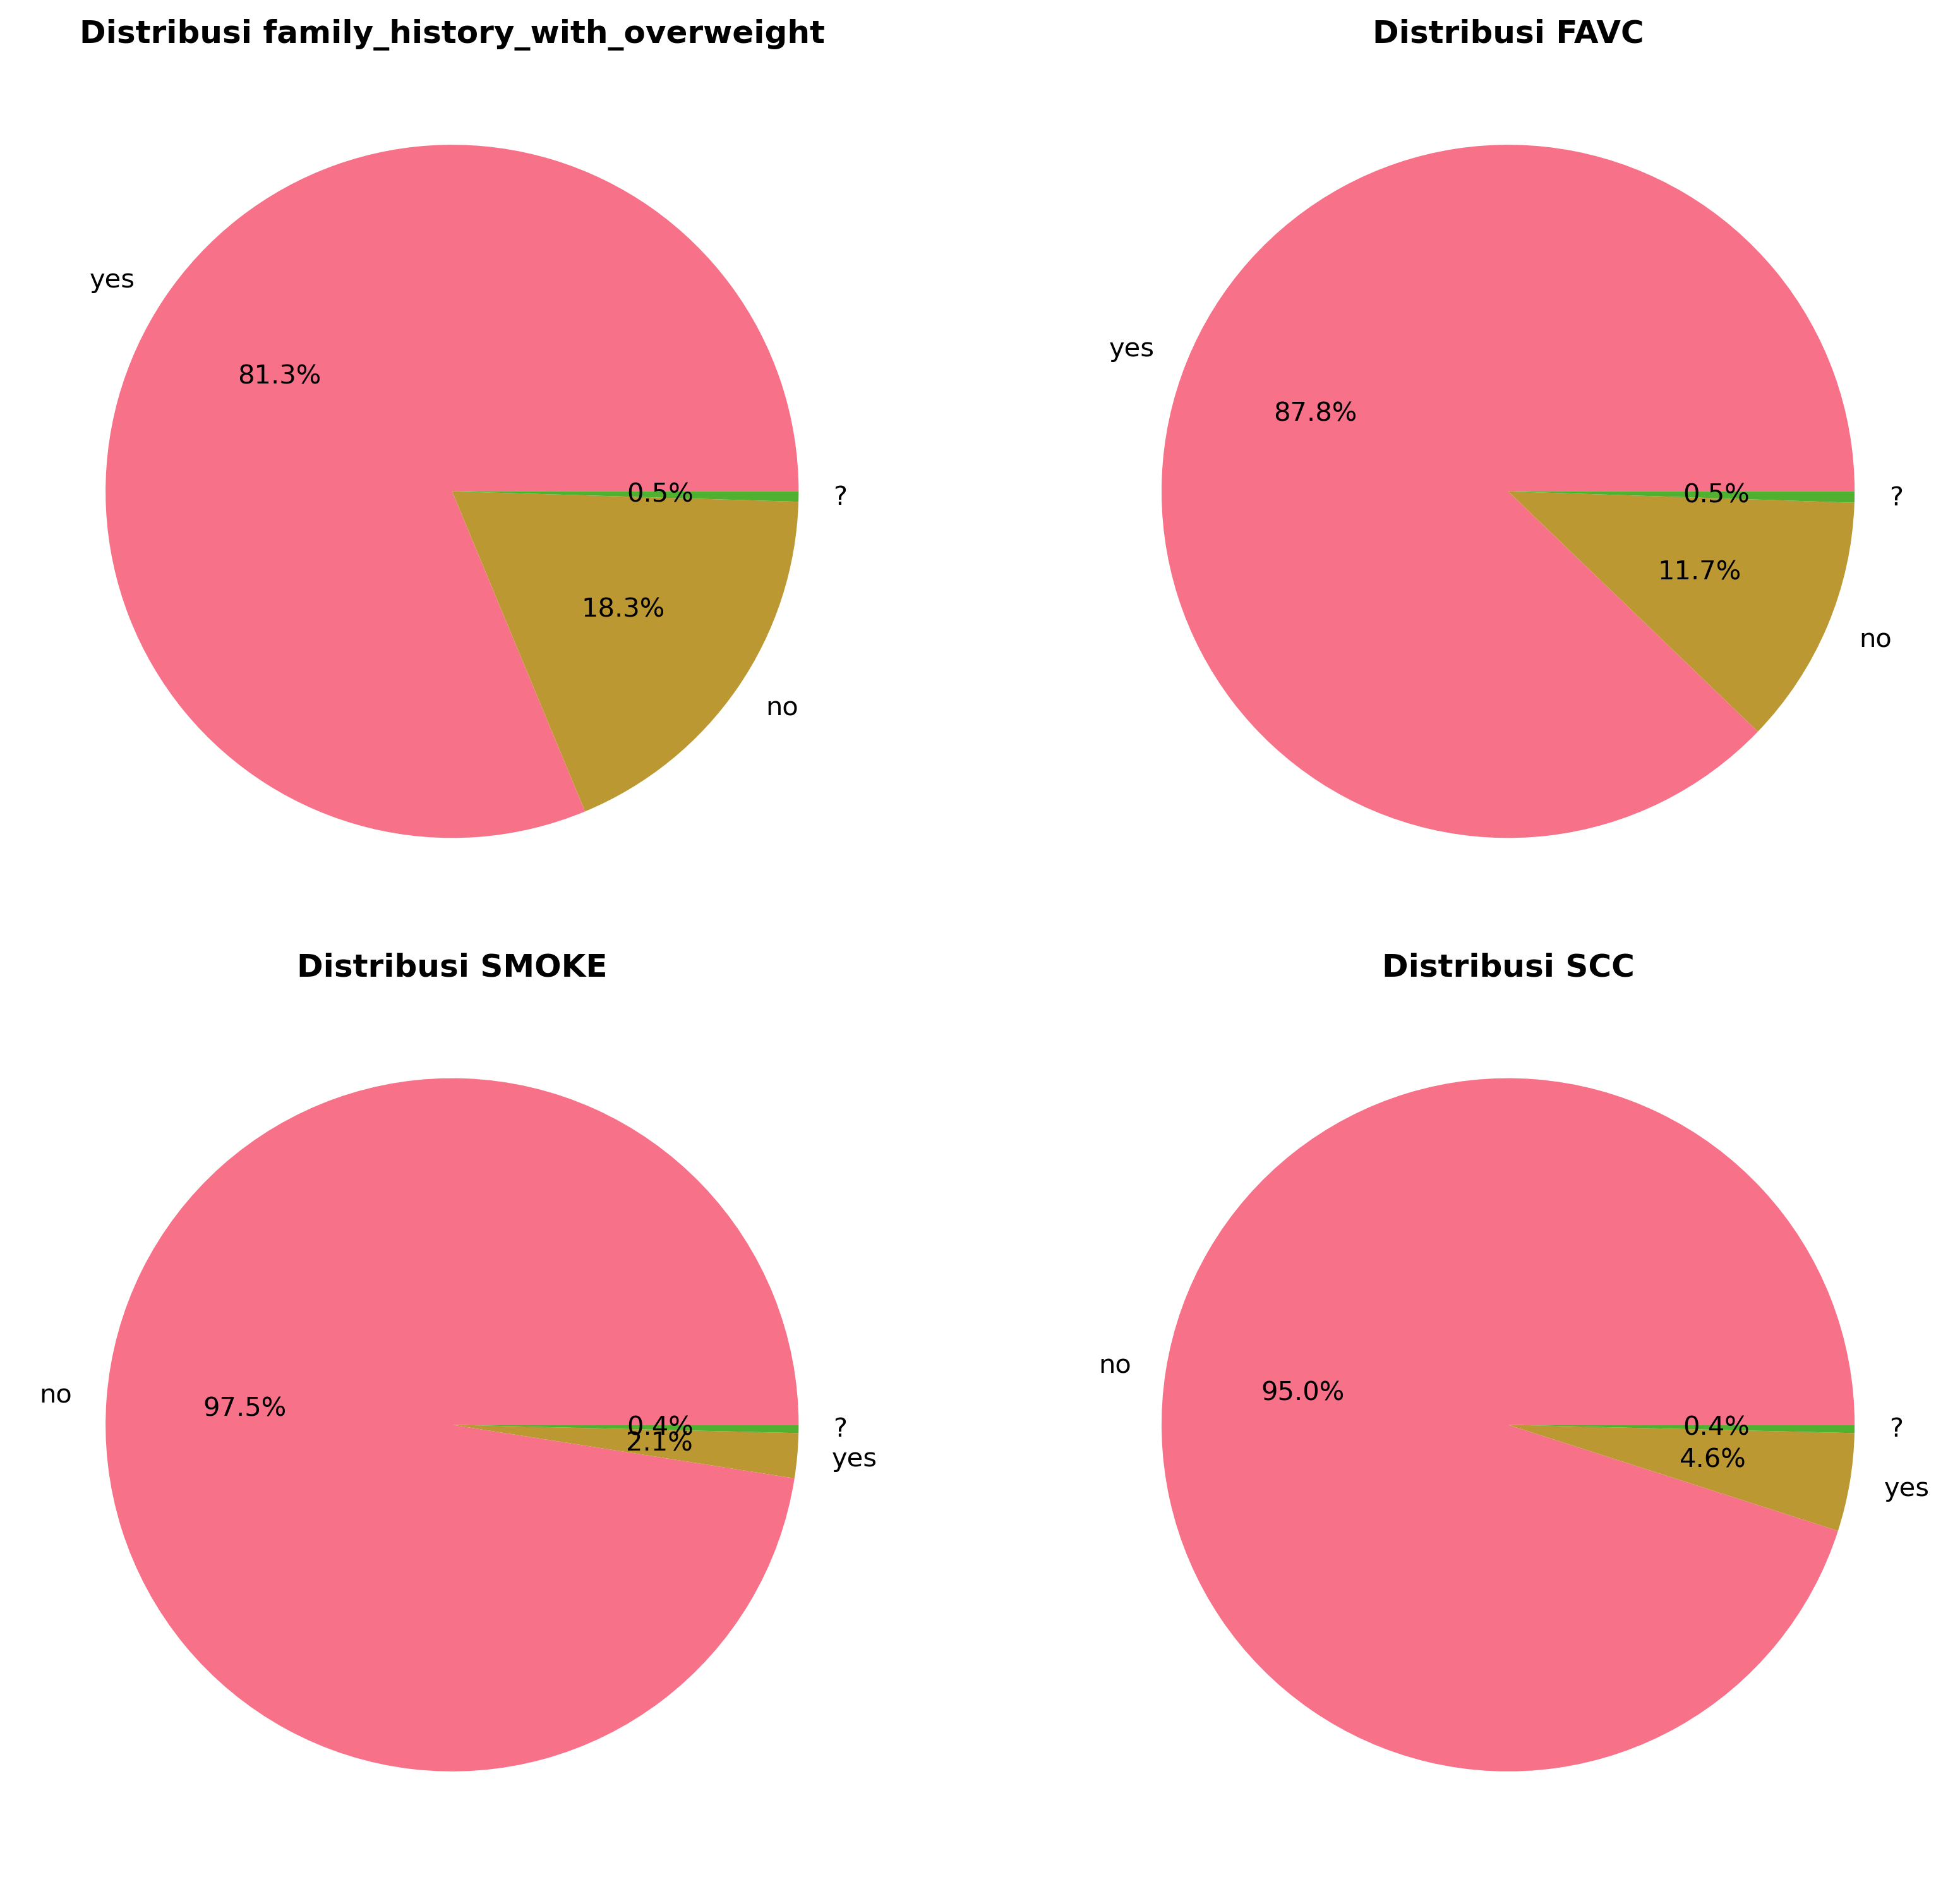 Distribusi family_history_with_overweight
yes
81.3%
0.5%
?
18.3%
no
Distribusi FAVC
yes
87.8%
0.5%
?
11.7%
no
Distribusi SMOKE
no
97.5%
0.4%
?
2.1%
yes
Distribusi SCC
no
95.0%
0.4%
?
4.6%
yes